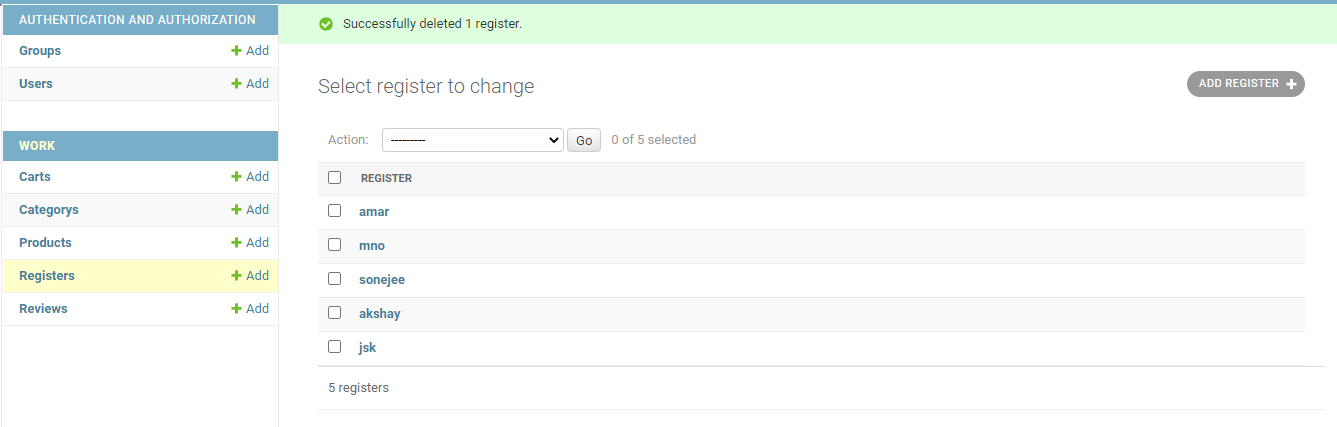 AUTHENTICATION AND AUTHORIZATION
Groups + Add
Users + Add
WORK
Carts + Add
Categorys + Add
Products + Add
Registers + Add
Reviews + Add
Successfully deleted 1 register.
Select register to change
ADD REGISTER +
Action: --------- Go 0 of 5 selected
REGISTER
amar
mno
sonejee
akshay
jsk
5 registers